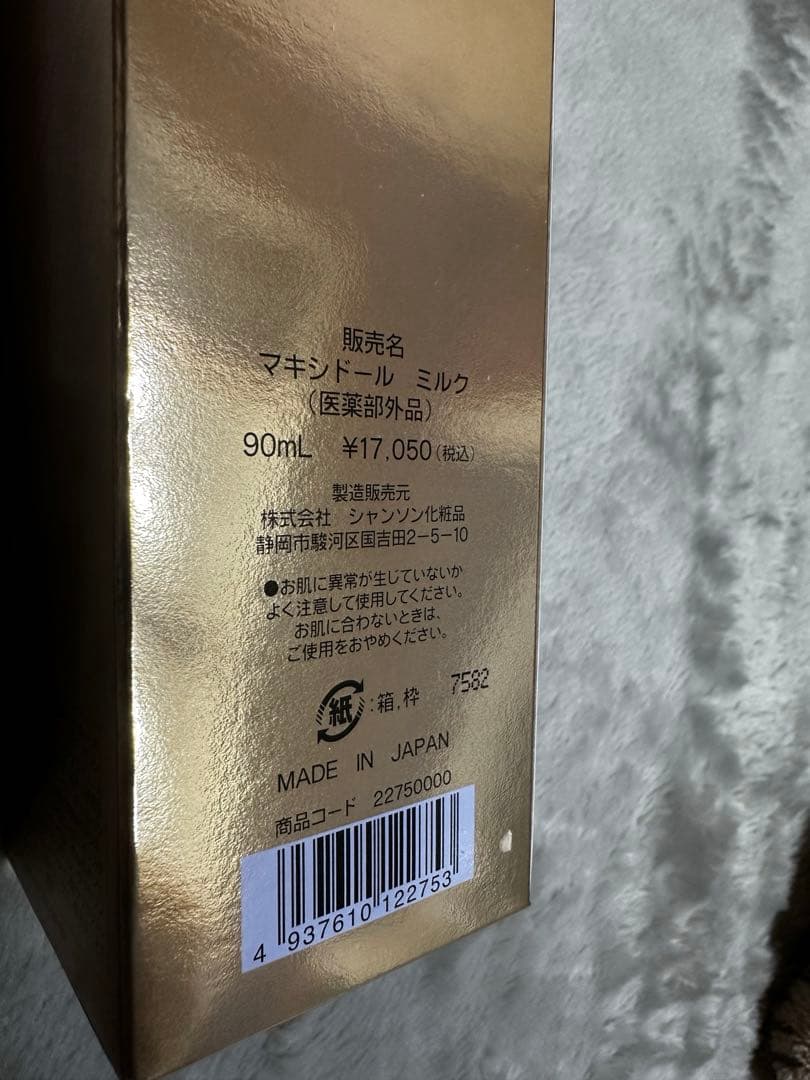 販売名
マキシドール ミルク
（医薬部外品）
90mL ¥17,050（税込）
製造販売元
株式会社 シャンソン化粧品
静岡市駿河区国吉田2-5-10
●お肌に異常が生じていないか
よく注意して使用してください。
お肌に合わないときは、
ご使用をおやめください。
紙:箱,枠 7582
MADE IN JAPAN
商品コード 22750000
4 937610 122753